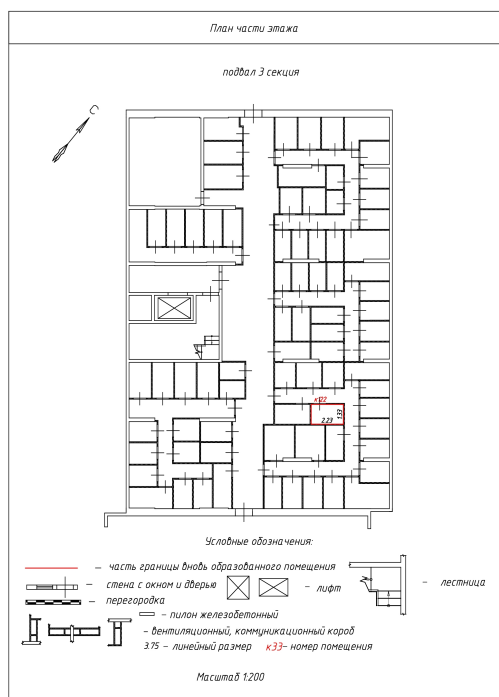 План части этажа
подвал 3 секция
С
к122
1.33
2.23
Условные обозначения:
– часть границы вновь образованного помещения
– стена с окном и дверью
– лифт
– лестница
– перегородка
– пилон железобетонный
– вентиляционный, коммуникационный короб
3.75 – линейный размер к33– номер помещения
Масштаб 1:200